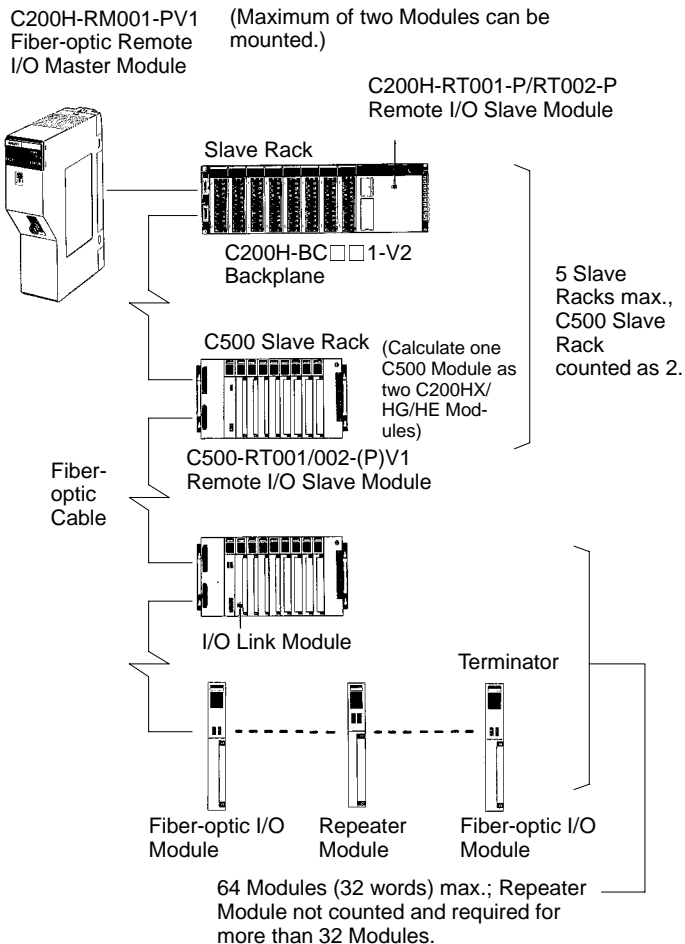 C200H-RM001-PV1
Fiber-optic Remote
I/O Master Module
(Maximum of two Modules can be
mounted.)
C200H-RT001-P/RT002-P
Remote I/O Slave Module
Slave Rack
C200H-BC□□1-V2
Backplane
5 Slave
Racks max.,
C500 Slave
Rack
counted as 2.
C500 Slave Rack
(Calculate one
C500 Module as
two C200HX/
HG/HE Mod-
ules)
C500-RT001/002-(P)V1
Remote I/O Slave Module
Fiber-
optic
Cable
I/O Link Module
Terminator
Fiber-optic I/O
Module
Repeater
Module
Fiber-optic I/O
Module
64 Modules (32 words) max.; Repeater
Module not counted and required for
more than 32 Modules.